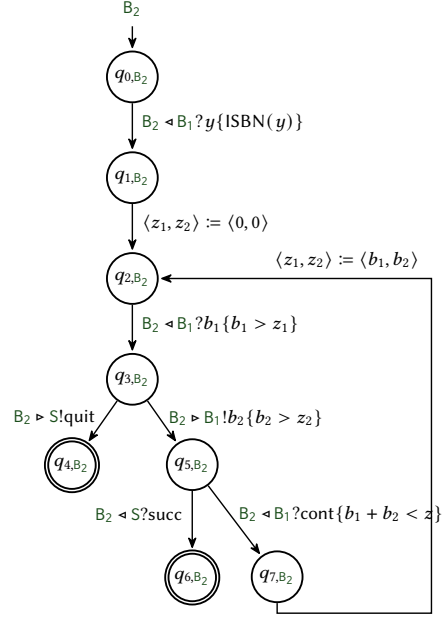 B₂
q₀,B₂
B₂ ◂ B₁?y{ISBN(y)}
q₁,B₂
⟨z₁, z₂⟩ := ⟨0, 0⟩
⟨z₁, z₂⟩ := ⟨b₁, b₂⟩
q₂,B₂
B₂ ◂ B₁?b₁{b₁ > z₁}
q₃,B₂
B₂ ▸ S!quit
B₂ ▸ B₁!b₂{b₂ > z₂}
q₄,B₂
q₅,B₂
B₂ ◂ S?succ
B₂ ◂ B₁?cont{b₁ + b₂ < z}
q₆,B₂
q₇,B₂